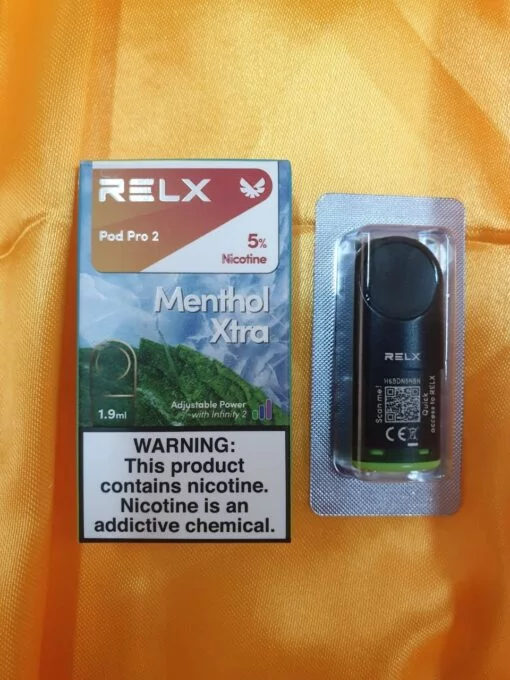 RELX
Pod Pro 2
5%
Nicotine
Menthol
Xtra
1.9ml
Adjustable Power
with Infinity 2
WARNING:
This product
contains nicotine.
Nicotine is an
addictive chemical.
RELX
Scan me!
Quick
access to RELX
CE